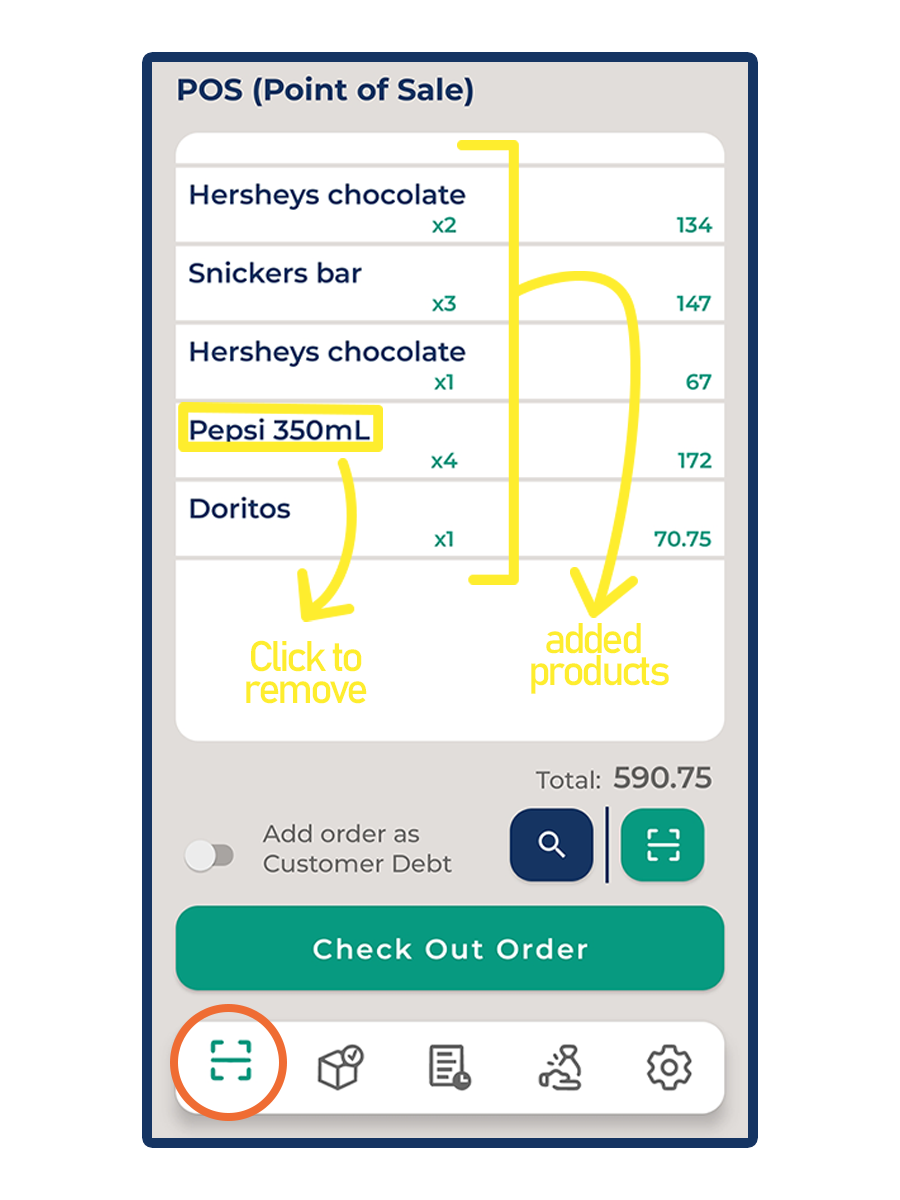 POS (Point of Sale)
Hersheys chocolate
x2 134
Snickers bar
x3 147
Hersheys chocolate
x1 67
Pepsi 350mL
x4 172
Doritos
x1 70.75
Click to
remove
added
products
Total: 590.75
Add order as
Customer Debt
Check Out Order